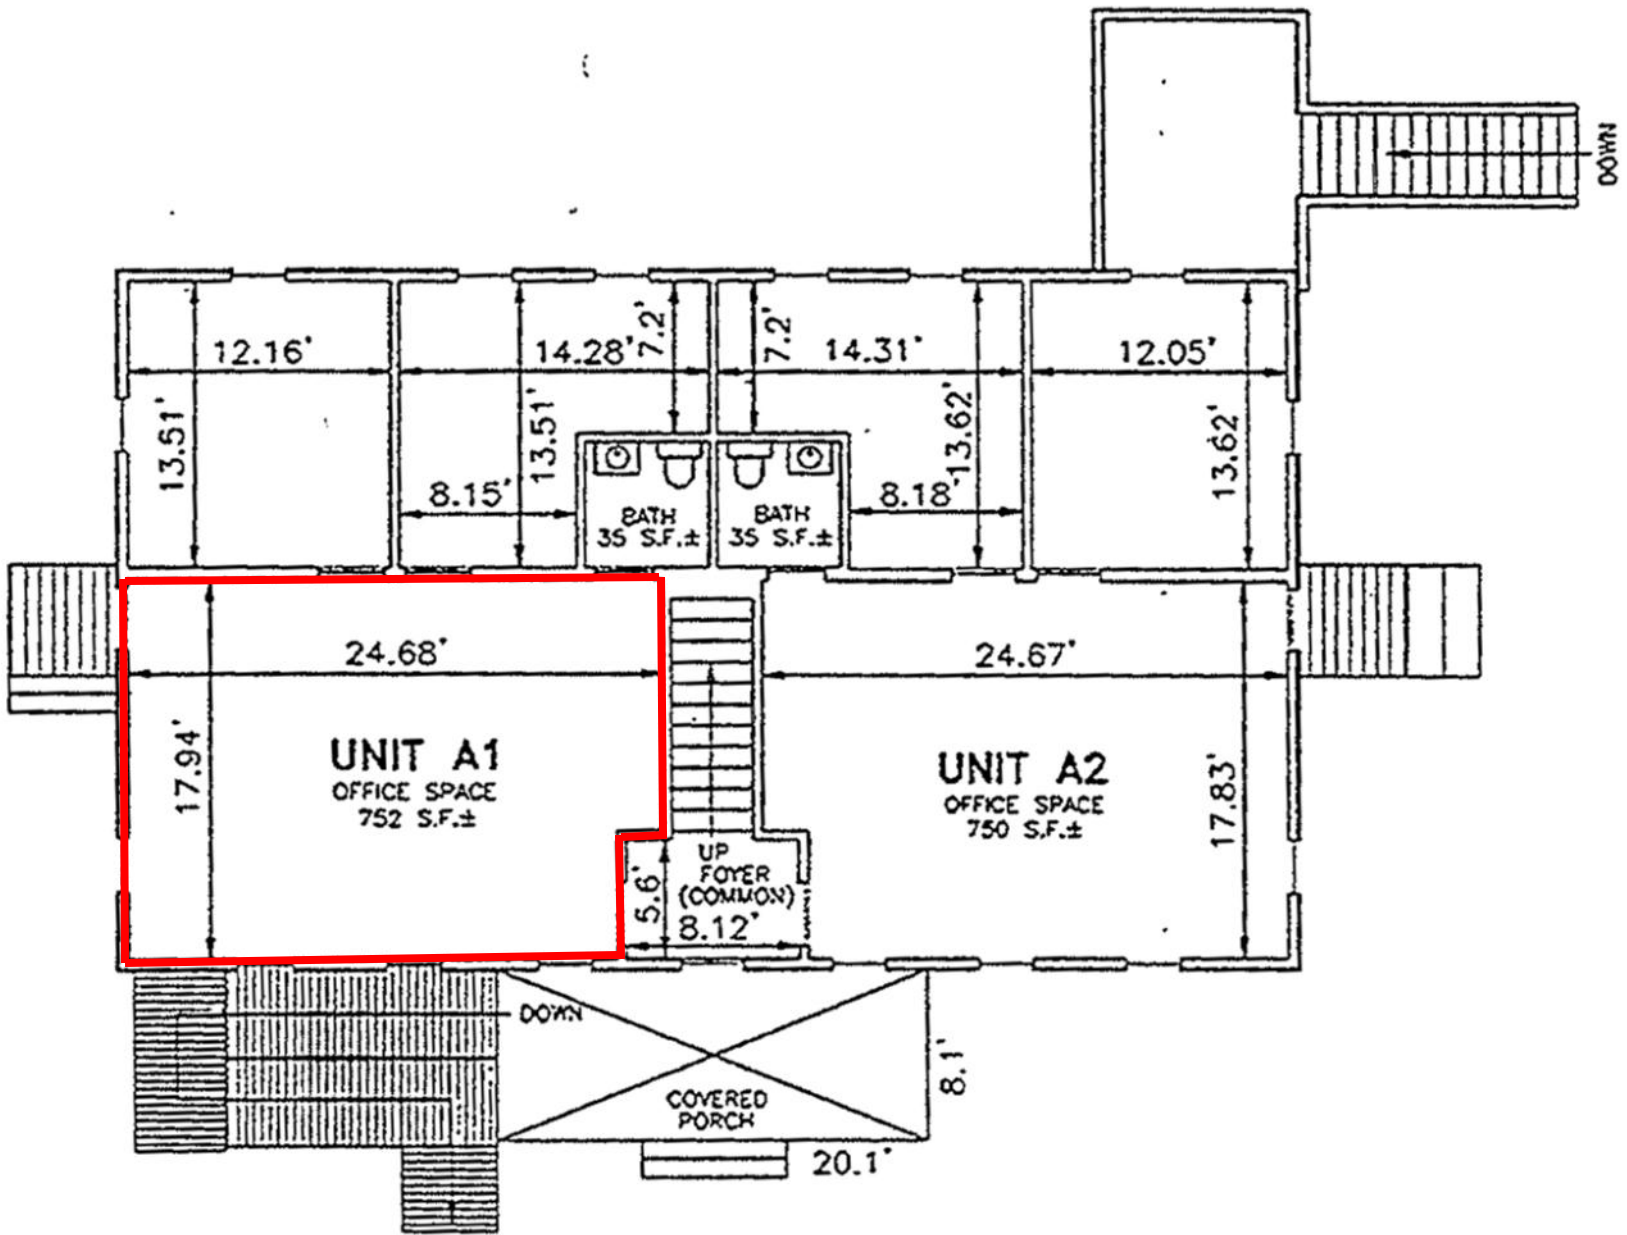 DOWN
12.16'
14.28'
7.2'
7.2'
14.31'
12.05'
13.51'
13.51'
13.62'
13.62'
8.15'
8.18'
BATH
35 S.F.±
BATH
35 S.F.±
24.68'
24.67'
17.94'
UNIT A1
OFFICE SPACE
752 S.F.±
UNIT A2
OFFICE SPACE
750 S.F.±
17.83'
UP
FOYER
(COMMON)
5.6'
8.12'
DOWN
COVERED
PORCH
8.1'
20.1'